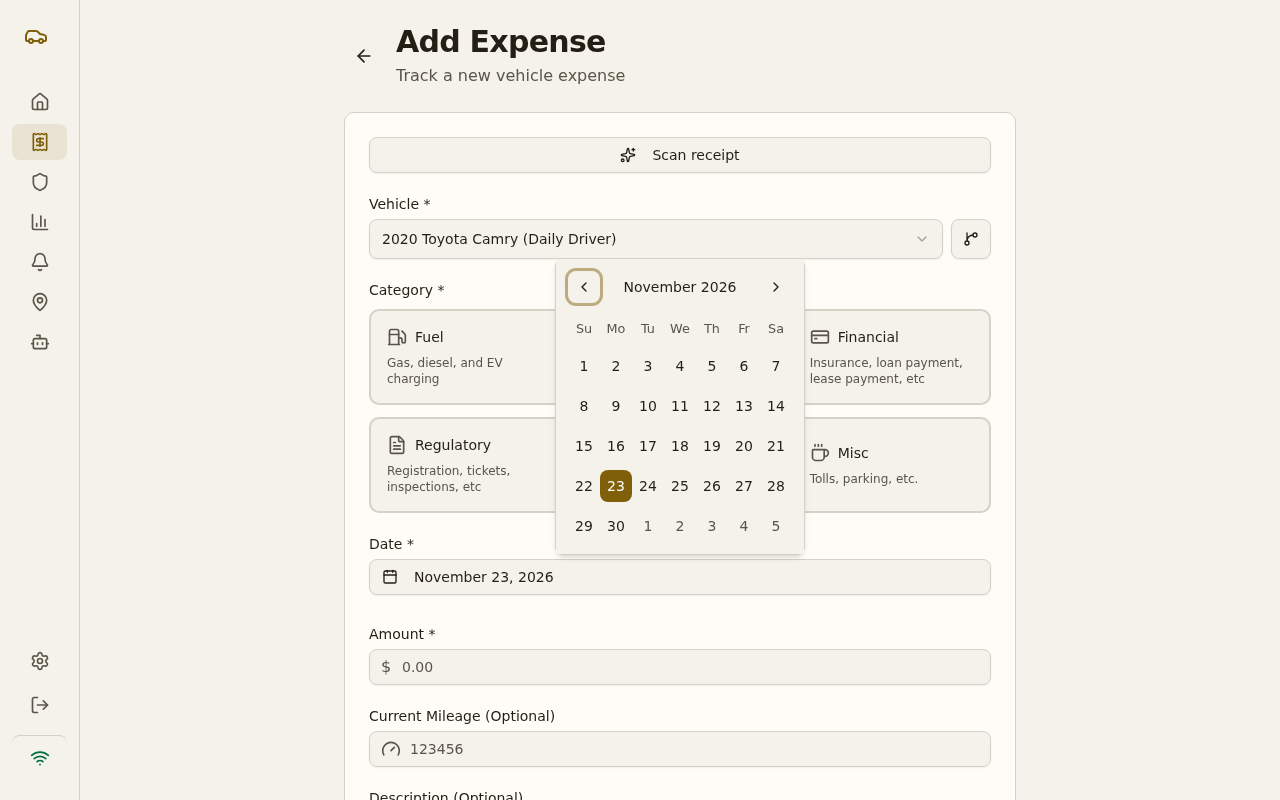 Add Expense
Track a new vehicle expense
Scan receipt
Vehicle *
2020 Toyota Camry (Daily Driver)
Category *
Fuel
Gas, diesel, and EV
charging
Financial
Insurance, loan payment,
lease payment, etc
Regulatory
Registration, tickets,
inspections, etc
Misc
Tolls, parking, etc.
November 2026
Su Mo Tu We Th Fr Sa
1 2 3 4 5 6 7
8 9 10 11 12 13 14
15 16 17 18 19 20 21
22 23 24 25 26 27 28
29 30 1 2 3 4 5
Date *
November 23, 2026
Amount *
$ 0.00
Current Mileage (Optional)
123456
Description (Optional)